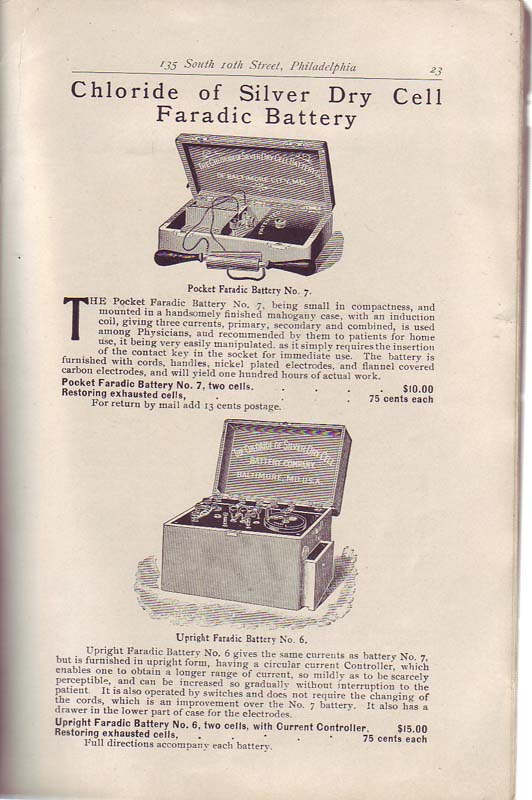 135 South 10th Street, Philadelphia 23
Chloride of Silver Dry Cell
Faradic Battery
THE CHLORIDE OF SILVER DRY CELL BATTERY CO.
OF BALTIMORE CITY, MD.
Pocket Faradic Battery No. 7.
THE Pocket Faradic Battery No. 7, being small in compactness, and
mounted in a handsomely finished mahogany case, with an induction
coil, giving three currents, primary, secondary and combined, is used
among Physicians, and recommended by them to patients for home
use, it being very easily manipulated, as it simply requires the insertion
of the contact key in the socket for immediate use. The battery is
furnished with cords, handles, nickel plated electrodes, and flannel covered
carbon electrodes, and will yield one hundred hours of actual work.
Pocket Faradic Battery No. 7, two cells. . . . . $10.00
Restoring exhausted cells, . . . . . 75 cents each
For return by mail add 13 cents postage.
THE CHLORIDE OF SILVER DRY CELL
BATTERY COMPANY
BALTIMORE, MD. U.S.A.
Upright Faradic Battery No. 6.
Upright Faradic Battery No. 6 gives the same currents as battery No. 7,
but is furnished in upright form, having a circular current Controller, which
enables one to obtain a longer range of current, so mildly as to be scarcely
perceptible, and can be increased so gradually without interruption to the
patient. It is also operated by switches and does not require the changing of
the cords, which is an improvement over the No. 7 battery. It also has a
drawer in the lower part of case for the electrodes.
Upright Faradic Battery No. 6, two cells, with Current Controller. $15.00
Restoring exhausted cells, . . . . . 75 cents each
Full directions accompany each battery.